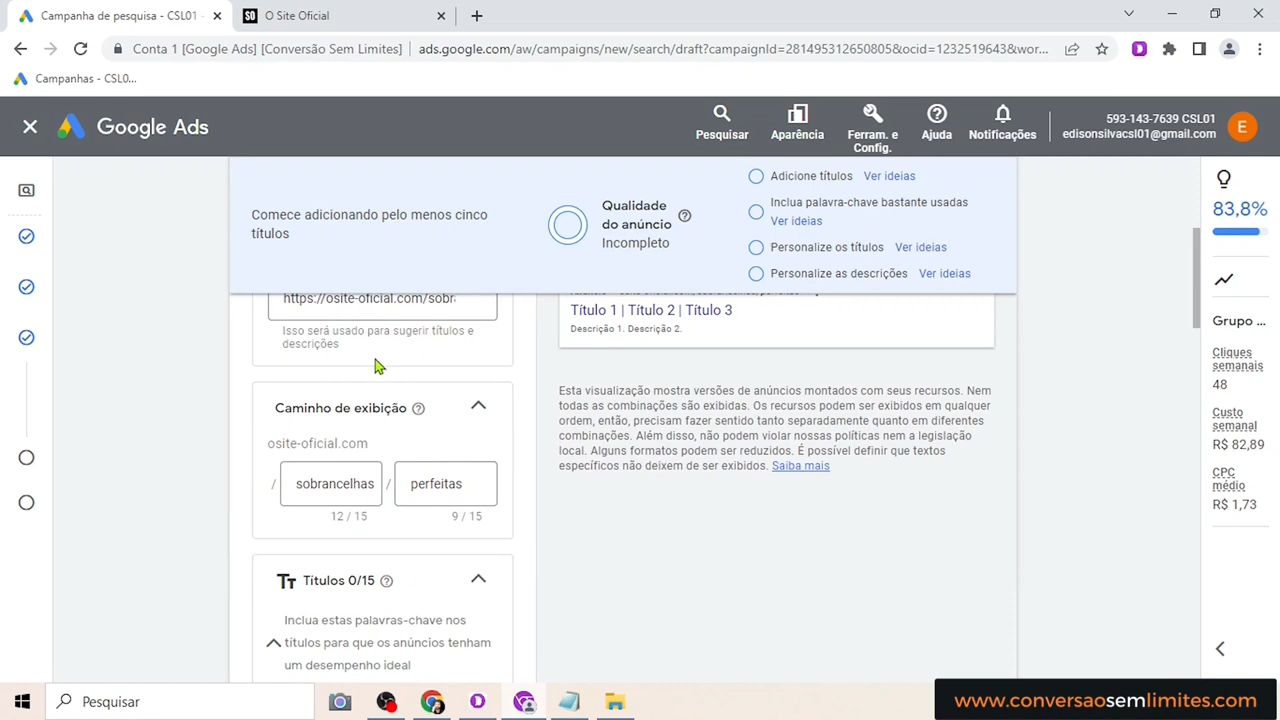 Campanha de pesquisa - CSL01 -
O Site Oficial
Conta 1 [Google Ads] [Conversão Sem Limites]
ads.google.com/aw/campaigns/new/search/draft?campaignId=281495312650805&ocid=1232519643&wor...
Campanhas - CSL0...
Google Ads
Pesquisar
Aparência
Ferram. e
Config.
Ajuda
Notificações
593-143-7639 CSL01
edisonsilvacsl01@gmail.com
E
Comece adicionando pelo menos cinco
títulos
Qualidade
do anúncio
Incompleto
Adicione títulos Ver ideias
Inclua palavra-chave bastante usadas
Ver ideias
Personalize os títulos Ver ideias
Personalize as descrições Ver ideias
83,8%
Grupo
Cliques
semanais
48
Custo
semanal
R$ 82,89
CPC
médio
R$ 1,73
https://osite-oficial.com/sobr
Isso será usado para sugerir títulos e
descrições
Título 1 | Título 2 | Título 3
Descrição 1. Descrição 2.
Esta visualização mostra versões de anúncios montados com seus recursos. Nem
todas as combinações são exibidas. Os recursos podem ser exibidos em qualquer
ordem, então, precisam fazer sentido tanto separadamente quanto em diferentes
combinações. Além disso, não podem violar nossas políticas nem a legislação
local. Alguns formatos podem ser reduzidos. É possível definir que textos
específicos não deixem de ser exibidos. Saiba mais
Caminho de exibição
osite-oficial.com
/ sobrancelhas / perfeitas
12 / 15
9 / 15
Tt Títulos 0/15
Inclua estas palavras-chave nos
títulos para que os anúncios tenham
um desempenho ideal
Pesquisar
www.conversaosemlimites.com